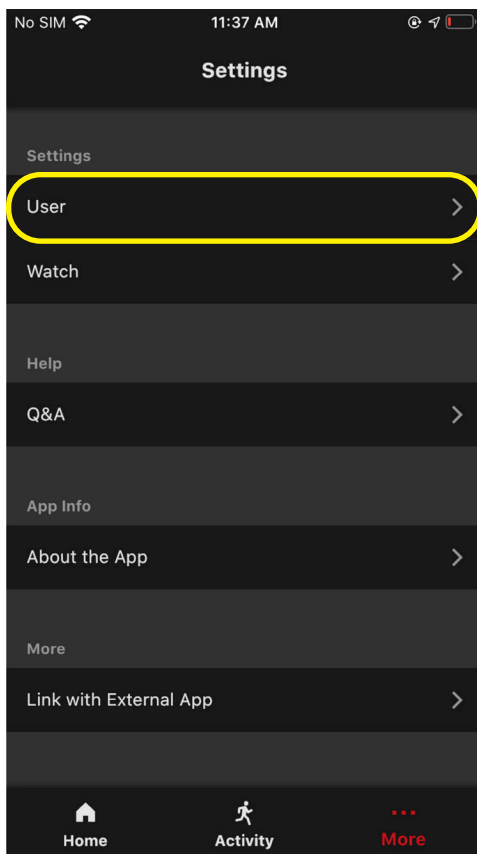 No SIM 11:37 AM
Settings
Settings
User
Watch
Help
Q&A
App Info
About the App
More
Link with External App
Home Activity More